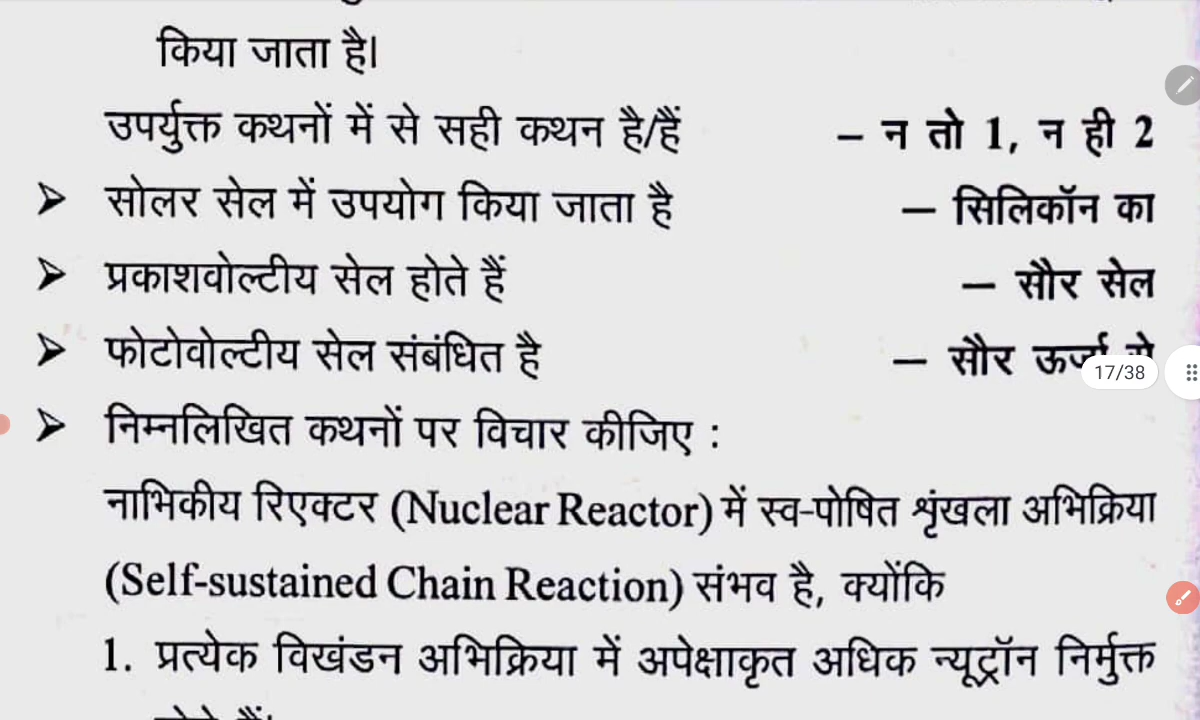 किया जाता है।
उपर्युक्त कथनों में से सही कथन है/हैं – न तो 1, न ही 2
➢ सोलर सेल में उपयोग किया जाता है – सिलिकॉन का
➢ प्रकाशवोल्टीय सेल होते हैं – सौर सेल
➢ फोटोवोल्टीय सेल संबंधित है – सौर ऊर्जा से
17/38
➢ निम्नलिखित कथनों पर विचार कीजिए :
नाभिकीय रिएक्टर (Nuclear Reactor) में स्व-पोषित शृंखला अभिक्रिया
(Self-sustained Chain Reaction) संभव है, क्योंकि
1. प्रत्येक विखंडन अभिक्रिया में अपेक्षाकृत अधिक न्यूट्रॉन निर्मुक्त